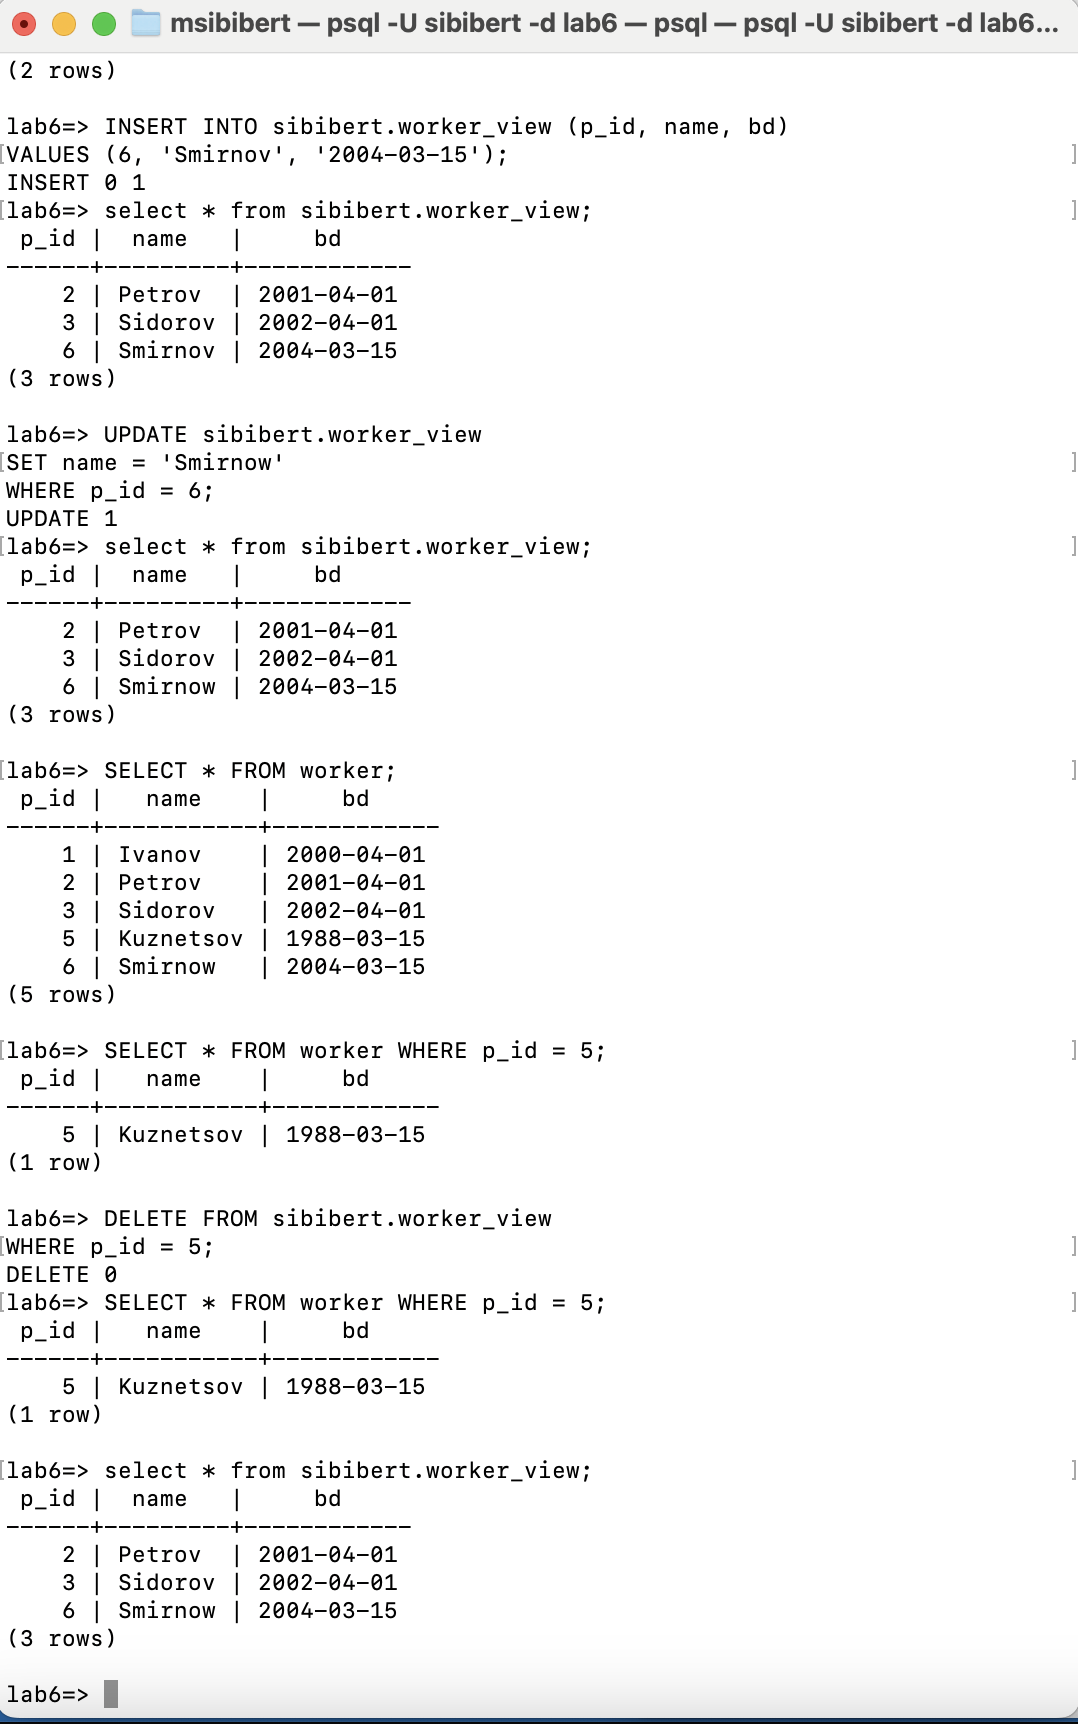 msibibert — psql -U sibibert -d lab6 — psql — psql -U sibibert -d lab6...
(2 rows)
lab6=> INSERT INTO sibibert.worker_view (p_id, name, bd)
[VALUES (6, 'Smirnov', '2004-03-15'); ]
INSERT 0 1
[lab6=> select * from sibibert.worker_view; ]
 p_id |  name   |     bd
------+---------+------------
    2 | Petrov  | 2001-04-01
    3 | Sidorov | 2002-04-01
    6 | Smirnov | 2004-03-15
(3 rows)
lab6=> UPDATE sibibert.worker_view
[SET name = 'Smirnow' ]
WHERE p_id = 6;
UPDATE 1
[lab6=> select * from sibibert.worker_view; ]
 p_id |  name   |     bd
------+---------+------------
    2 | Petrov  | 2001-04-01
    3 | Sidorov | 2002-04-01
    6 | Smirnow | 2004-03-15
(3 rows)
[lab6=> SELECT * FROM worker; ]
 p_id |   name    |     bd
------+-----------+------------
    1 | Ivanov    | 2000-04-01
    2 | Petrov    | 2001-04-01
    3 | Sidorov   | 2002-04-01
    5 | Kuznetsov | 1988-03-15
    6 | Smirnow   | 2004-03-15
(5 rows)
[lab6=> SELECT * FROM worker WHERE p_id = 5; ]
 p_id |   name    |     bd
------+-----------+------------
    5 | Kuznetsov | 1988-03-15
(1 row)
lab6=> DELETE FROM sibibert.worker_view
[WHERE p_id = 5; ]
DELETE 0
[lab6=> SELECT * FROM worker WHERE p_id = 5; ]
 p_id |   name    |     bd
------+-----------+------------
    5 | Kuznetsov | 1988-03-15
(1 row)
[lab6=> select * from sibibert.worker_view; ]
 p_id |  name   |     bd
------+---------+------------
    2 | Petrov  | 2001-04-01
    3 | Sidorov | 2002-04-01
    6 | Smirnow | 2004-03-15
(3 rows)
lab6=>